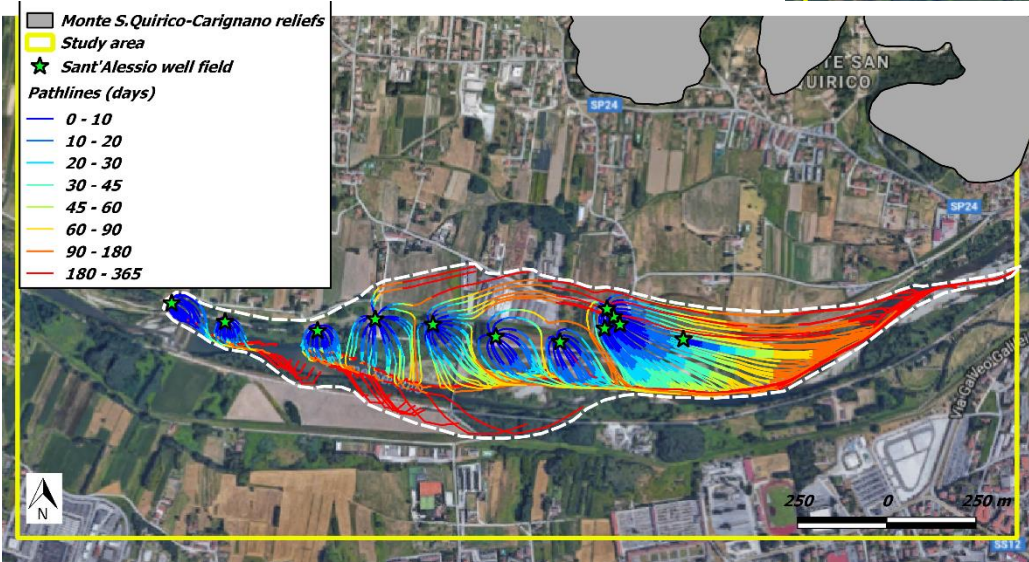 Monte S.Quirico-Carignano reliefs
Study area
Sant'Alessio well field
Pathlines (days)
0 - 10
10 - 20
20 - 30
30 - 45
45 - 60
60 - 90
90 - 180
180 - 365
SP24
TE SAN
QUIRICO
SP24
Via Galileo Galilei
N
250 0 250 m
SS12